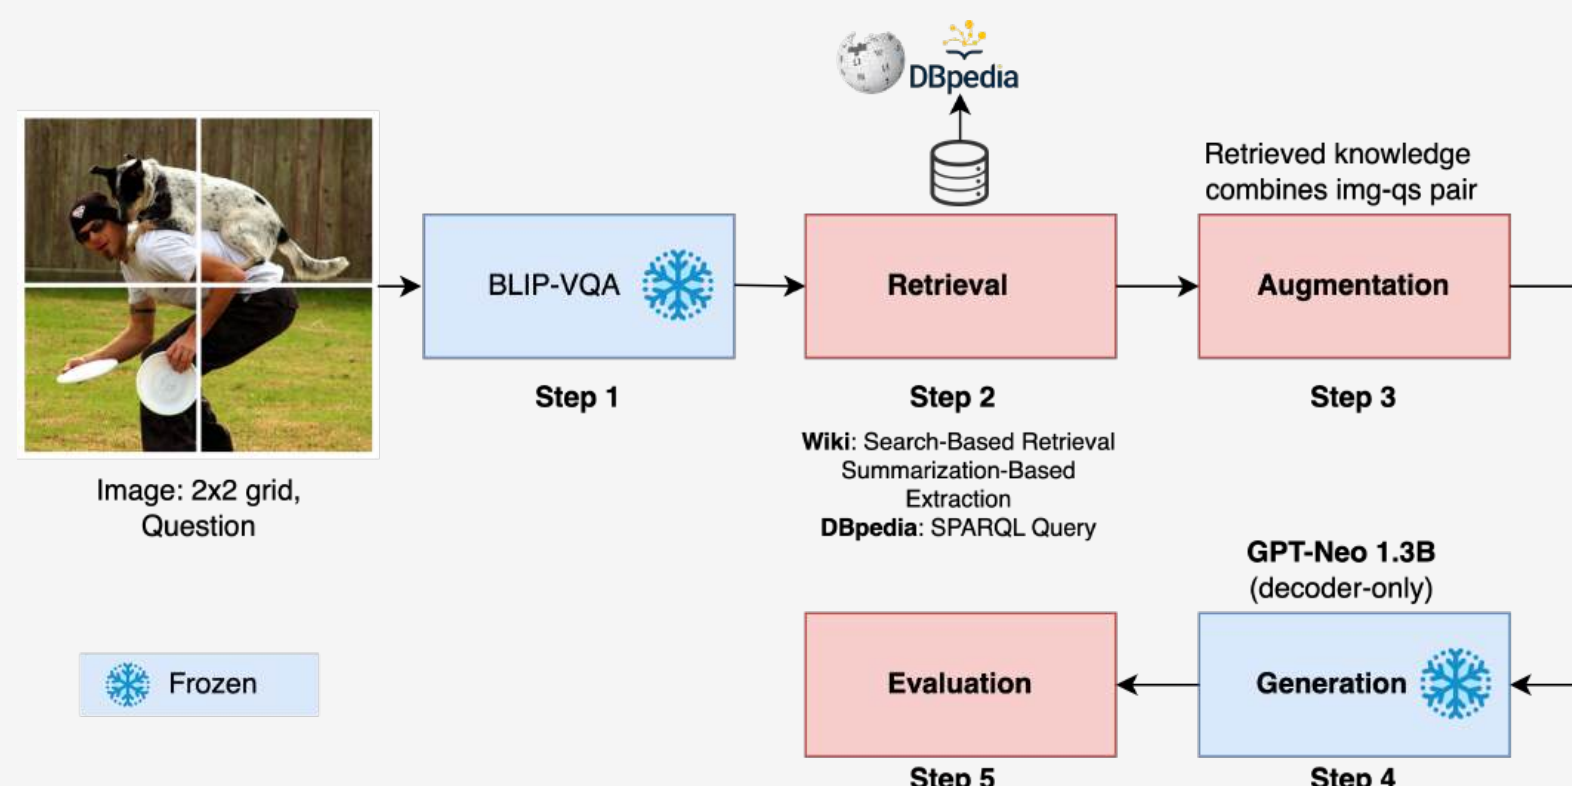 DBpedia
Retrieved knowledge
combines img-qs pair
BLIP-VQA
Retrieval
Augmentation
Step 1
Step 2
Step 3
Wiki: Search-Based Retrieval
Summarization-Based
Extraction
DBpedia: SPARQL Query
Image: 2x2 grid,
Question
GPT-Neo 1.3B
(decoder-only)
Frozen
Evaluation
Generation
Step 5
Step 4